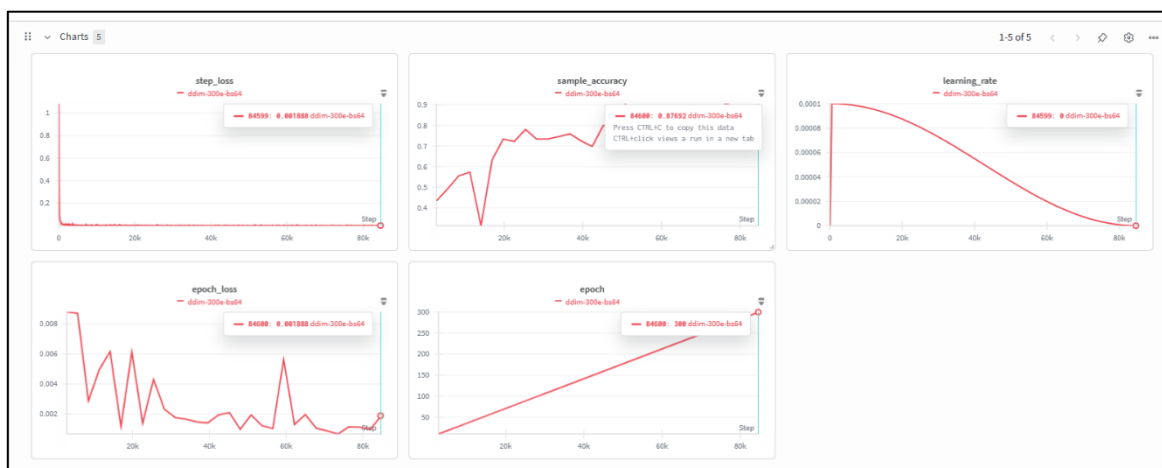 Charts 5
1-5 of 5
step_loss
ddim-300e-bs64
84599: 0.001888 ddim-300e-bs64
1
0.8
0.6
0.4
0.2
Step
0
20k
40k
60k
80k
sample_accuracy
ddim-300e-bs64
84600: 0.87692 ddim-300e-bs64
Press CTRL+C to copy this data
CTRL+click views a run in a new tab
0.9
0.8
0.7
0.6
0.5
0.4
Step
20k
40k
60k
80k
learning_rate
ddim-300e-bs64
84599: 0 ddim-300e-bs64
0.0001
0.00008
0.00006
0.00004
0.00002
0
Step
0
20k
40k
60k
80k
epoch_loss
ddim-300e-bs64
84600: 0.001888 ddim-300e-bs64
0.008
0.006
0.004
0.002
Step
20k
40k
60k
80k
epoch
ddim-300e-bs64
84600: 300 ddim-300e-bs64
300
250
200
150
100
50
Step
20k
40k
60k
80k